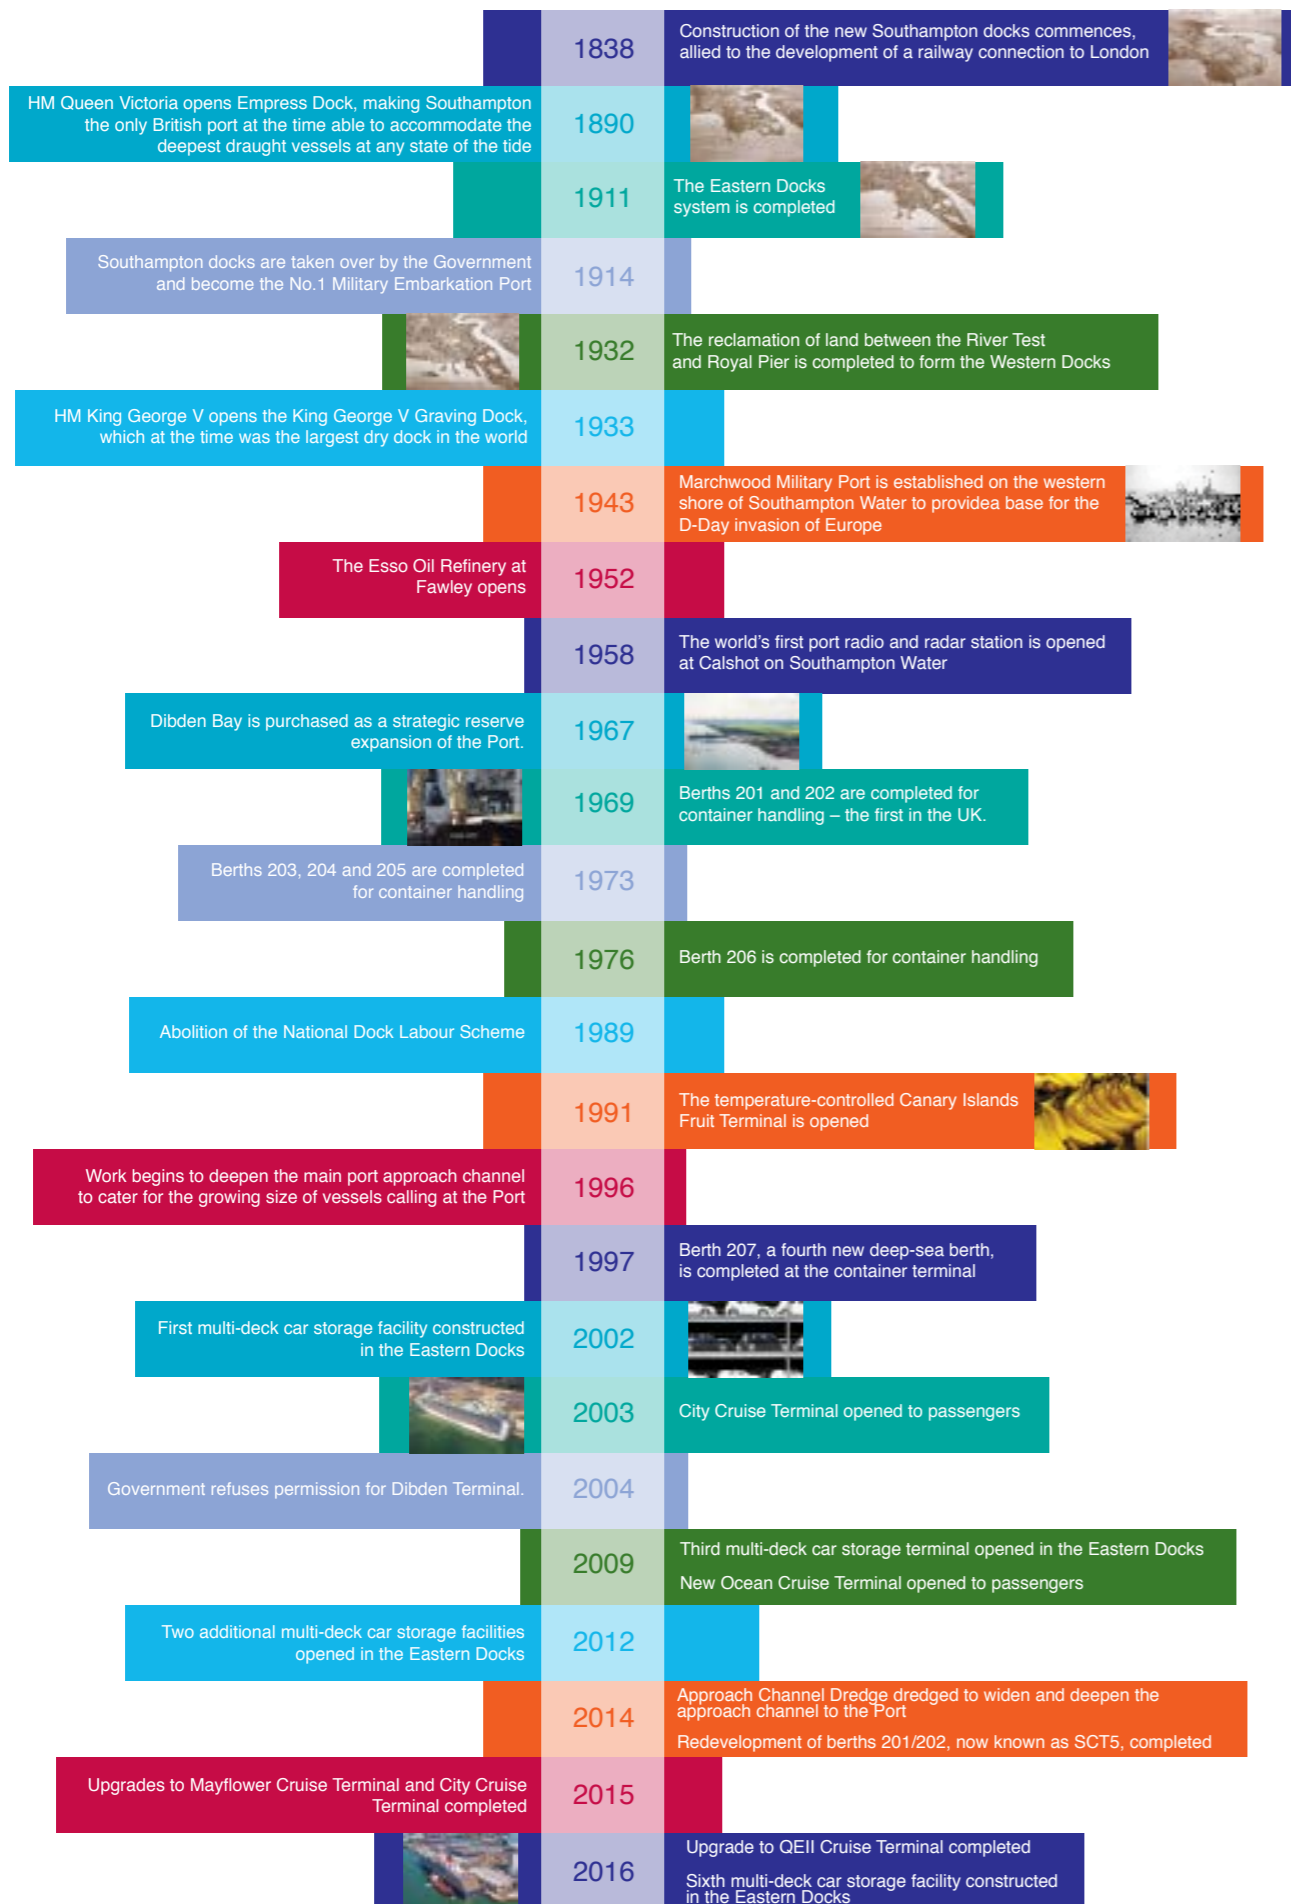 1838
Construction of the new Southampton docks commences,
allied to the development of a railway connection to London
HM Queen Victoria opens Empress Dock, making Southampton
the only British port at the time able to accommodate the
deepest draught vessels at any state of the tide
1890
1911
The Eastern Docks
system is completed
Southampton docks are taken over by the Government
and become the No.1 Military Embarkation Port
1914
1932
The reclamation of land between the River Test
and Royal Pier is completed to form the Western Docks
HM King George V opens the King George V Graving Dock,
which at the time was the largest dry dock in the world
1933
1943
Marchwood Military Port is established on the western
shore of Southampton Water to providea base for the
D-Day invasion of Europe
The Esso Oil Refinery at
Fawley opens
1952
1958
The world's first port radio and radar station is opened
at Calshot on Southampton Water
Dibden Bay is purchased as a strategic reserve
expansion of the Port.
1967
1969
Berths 201 and 202 are completed for
container handling – the first in the UK.
Berths 203, 204 and 205 are completed
for container handling
1973
1976
Berth 206 is completed for container handling
Abolition of the National Dock Labour Scheme
1989
1991
The temperature-controlled Canary Islands
Fruit Terminal is opened
Work begins to deepen the main port approach channel
to cater for the growing size of vessels calling at the Port
1996
1997
Berth 207, a fourth new deep-sea berth,
is completed at the container terminal
First multi-deck car storage facility constructed
in the Eastern Docks
2002
2003
City Cruise Terminal opened to passengers
Government refuses permission for Dibden Terminal.
2004
2009
Third multi-deck car storage terminal opened in the Eastern Docks
New Ocean Cruise Terminal opened to passengers
Two additional multi-deck car storage facilities
opened in the Eastern Docks
2012
2014
Approach Channel Dredge dredged to widen and deepen the
approach channel to the Port
Redevelopment of berths 201/202, now known as SCT5, completed
Upgrades to Mayflower Cruise Terminal and City Cruise
Terminal completed
2015
2016
Upgrade to QEII Cruise Terminal completed
Sixth multi-deck car storage facility constructed
in the Eastern Docks